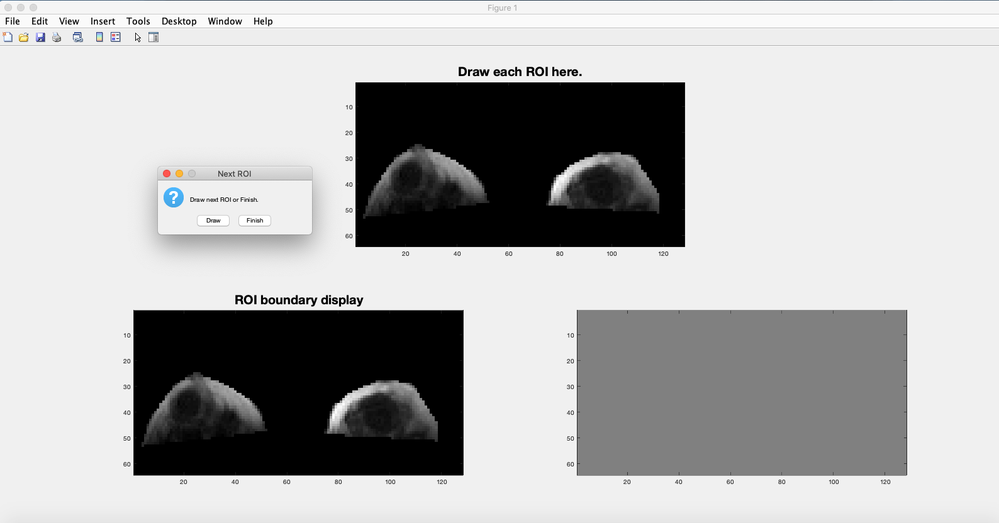 Figure 1
File Edit View Insert Tools Desktop Window Help
Draw each ROI here.
10
20
30
40
50
60
20 40 60 80 100 120
Next ROI
?
Draw next ROI or Finish.
Draw Finish
ROI boundary display
10
20
30
40
50
60
20 40 60 80 100 120
10
20
30
40
50
60
20 40 60 80 100 120